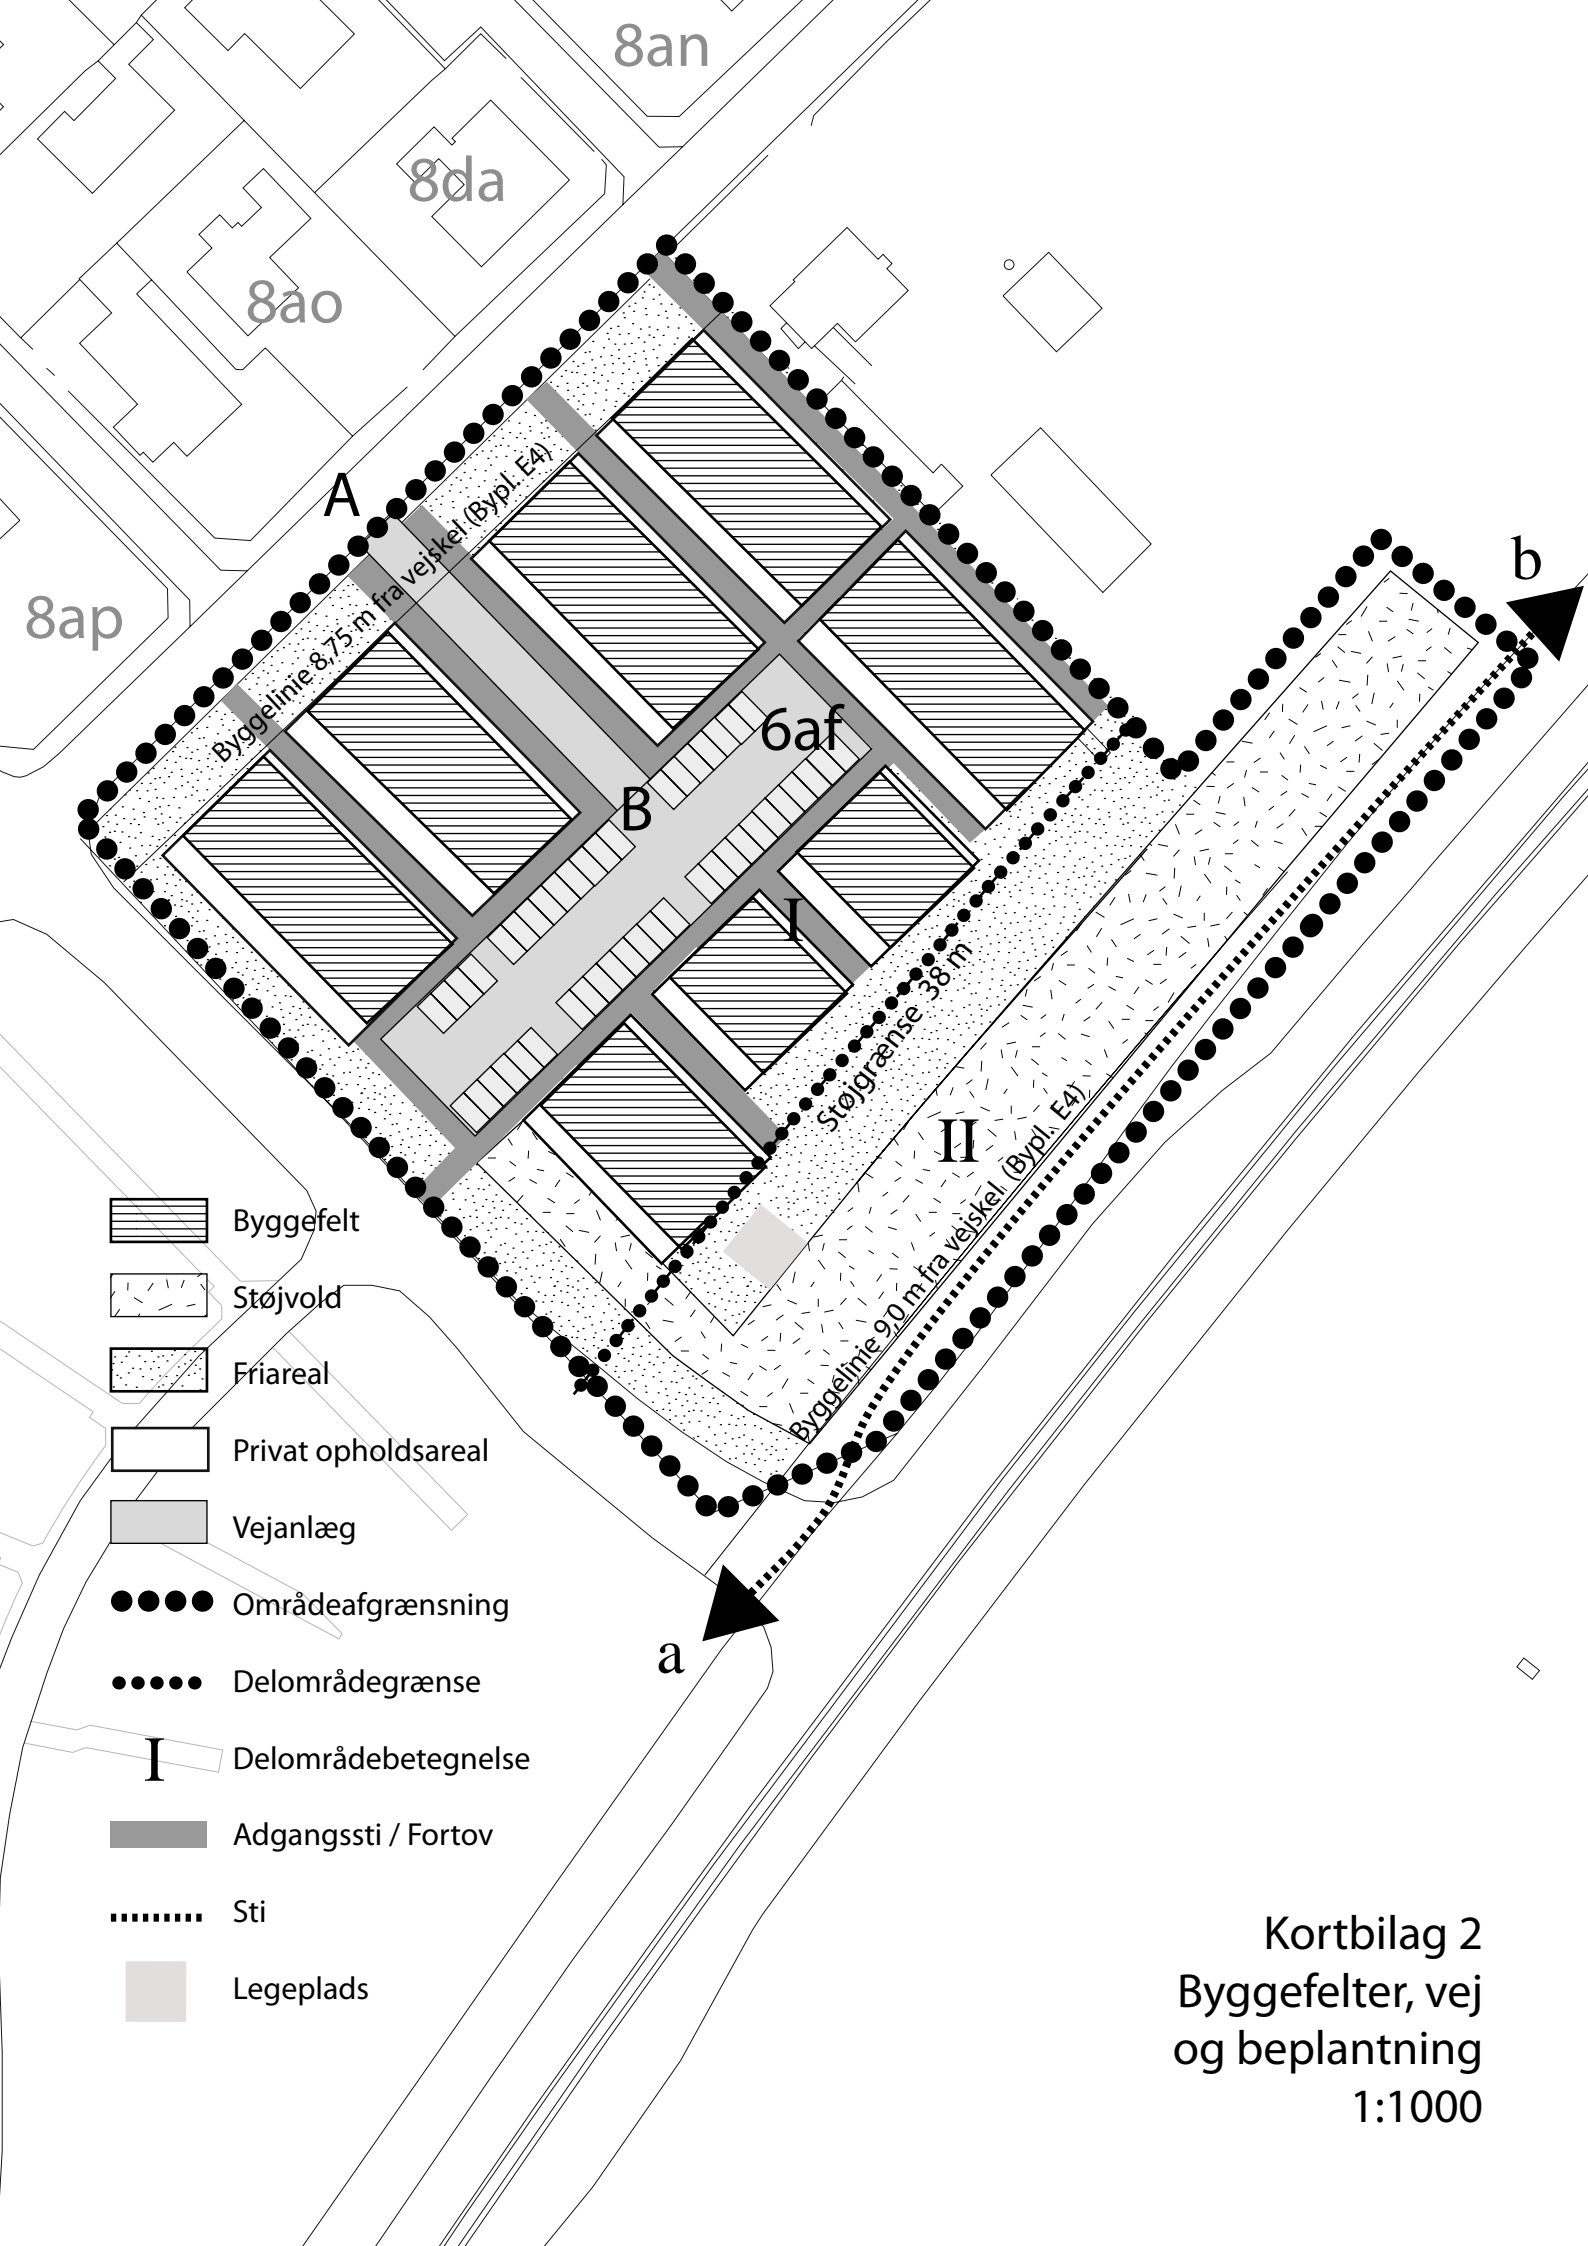 8an
8da
8ao
A
Byggelinie 8,75 m fra vejskel (Bypl. E4)
b
8ap
6af
B
I
Støjgrænse 38 m
II
Byggelinie 9,0 m fra vejskel (Bypl. E4)
a
Byggefelt
Støjvold
Friareal
Privat opholdsareal
Vejanlæg
Områdeafgrænsning
Delområdegrænse
I Delområdebetegnelse
Adgangssti / Fortov
Sti
Legeplads
Kortbilag 2
Byggefelter, vej
og beplantning
1:1000